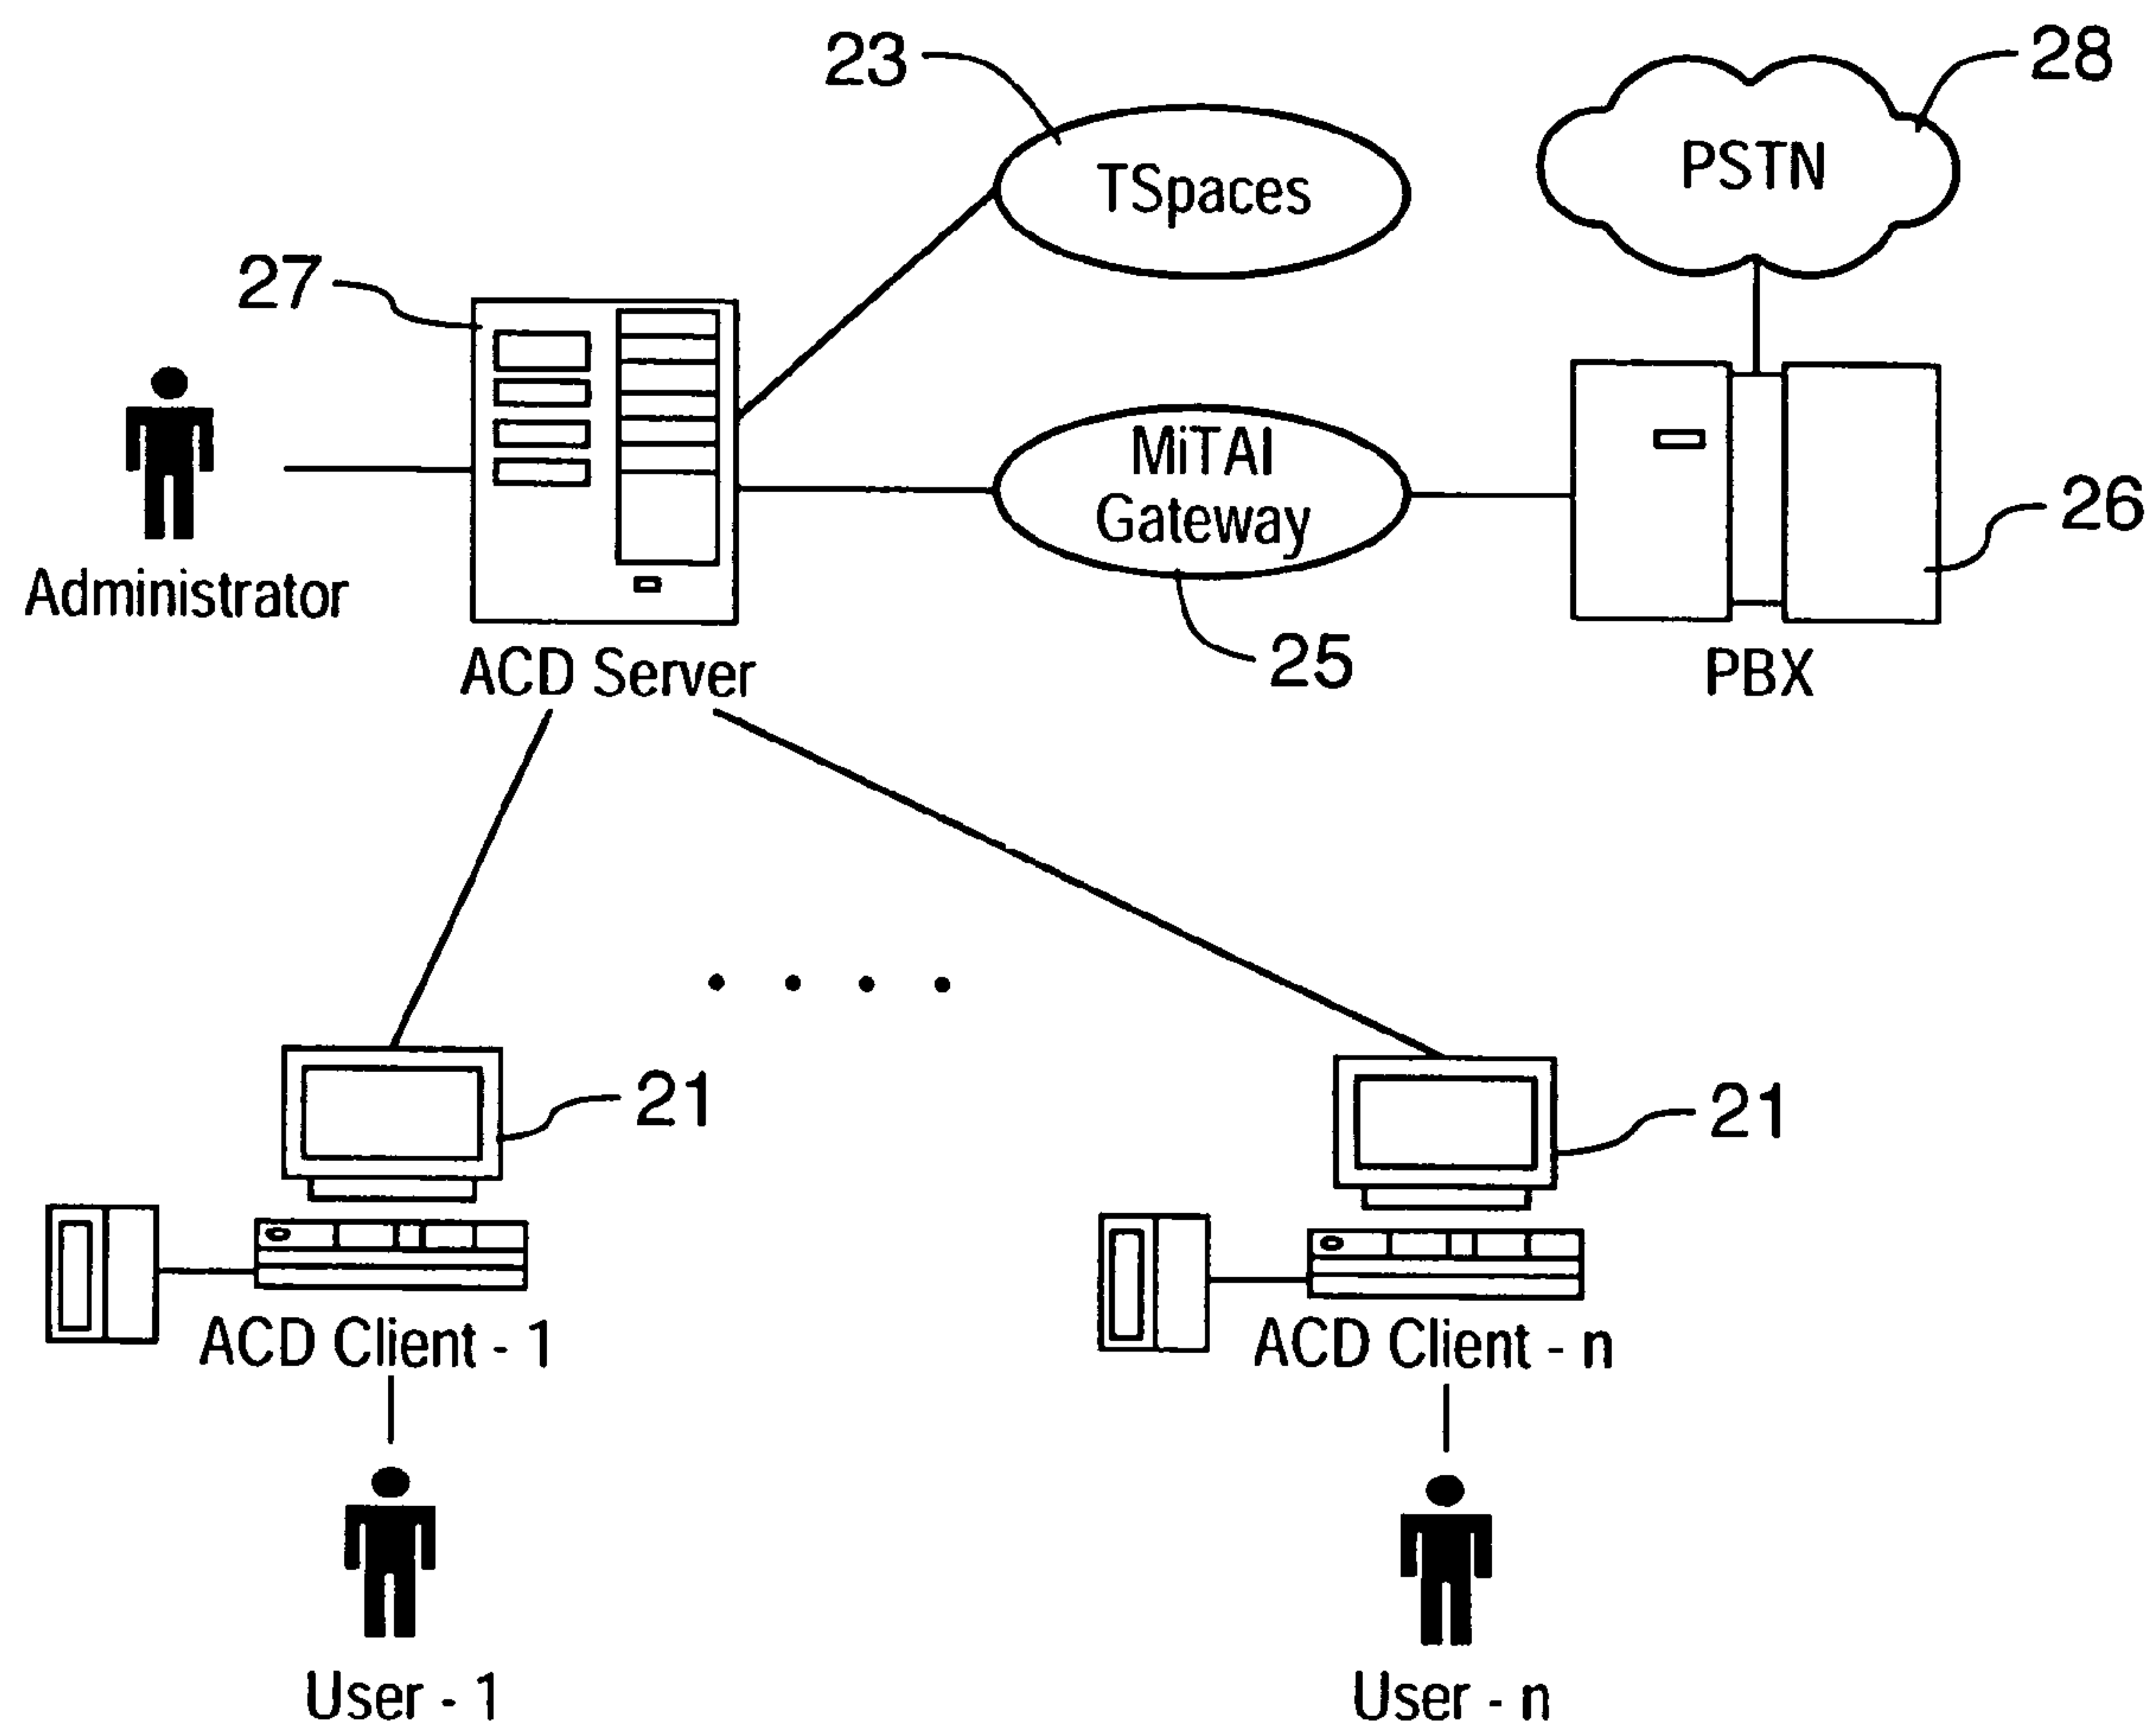 23
28
TSpaces
PSTN
27
MiTAI
Gateway
26
Administrator
ACD Server
25
PBX
21
21
ACD Client - 1
ACD Client - n
User - 1
User - n